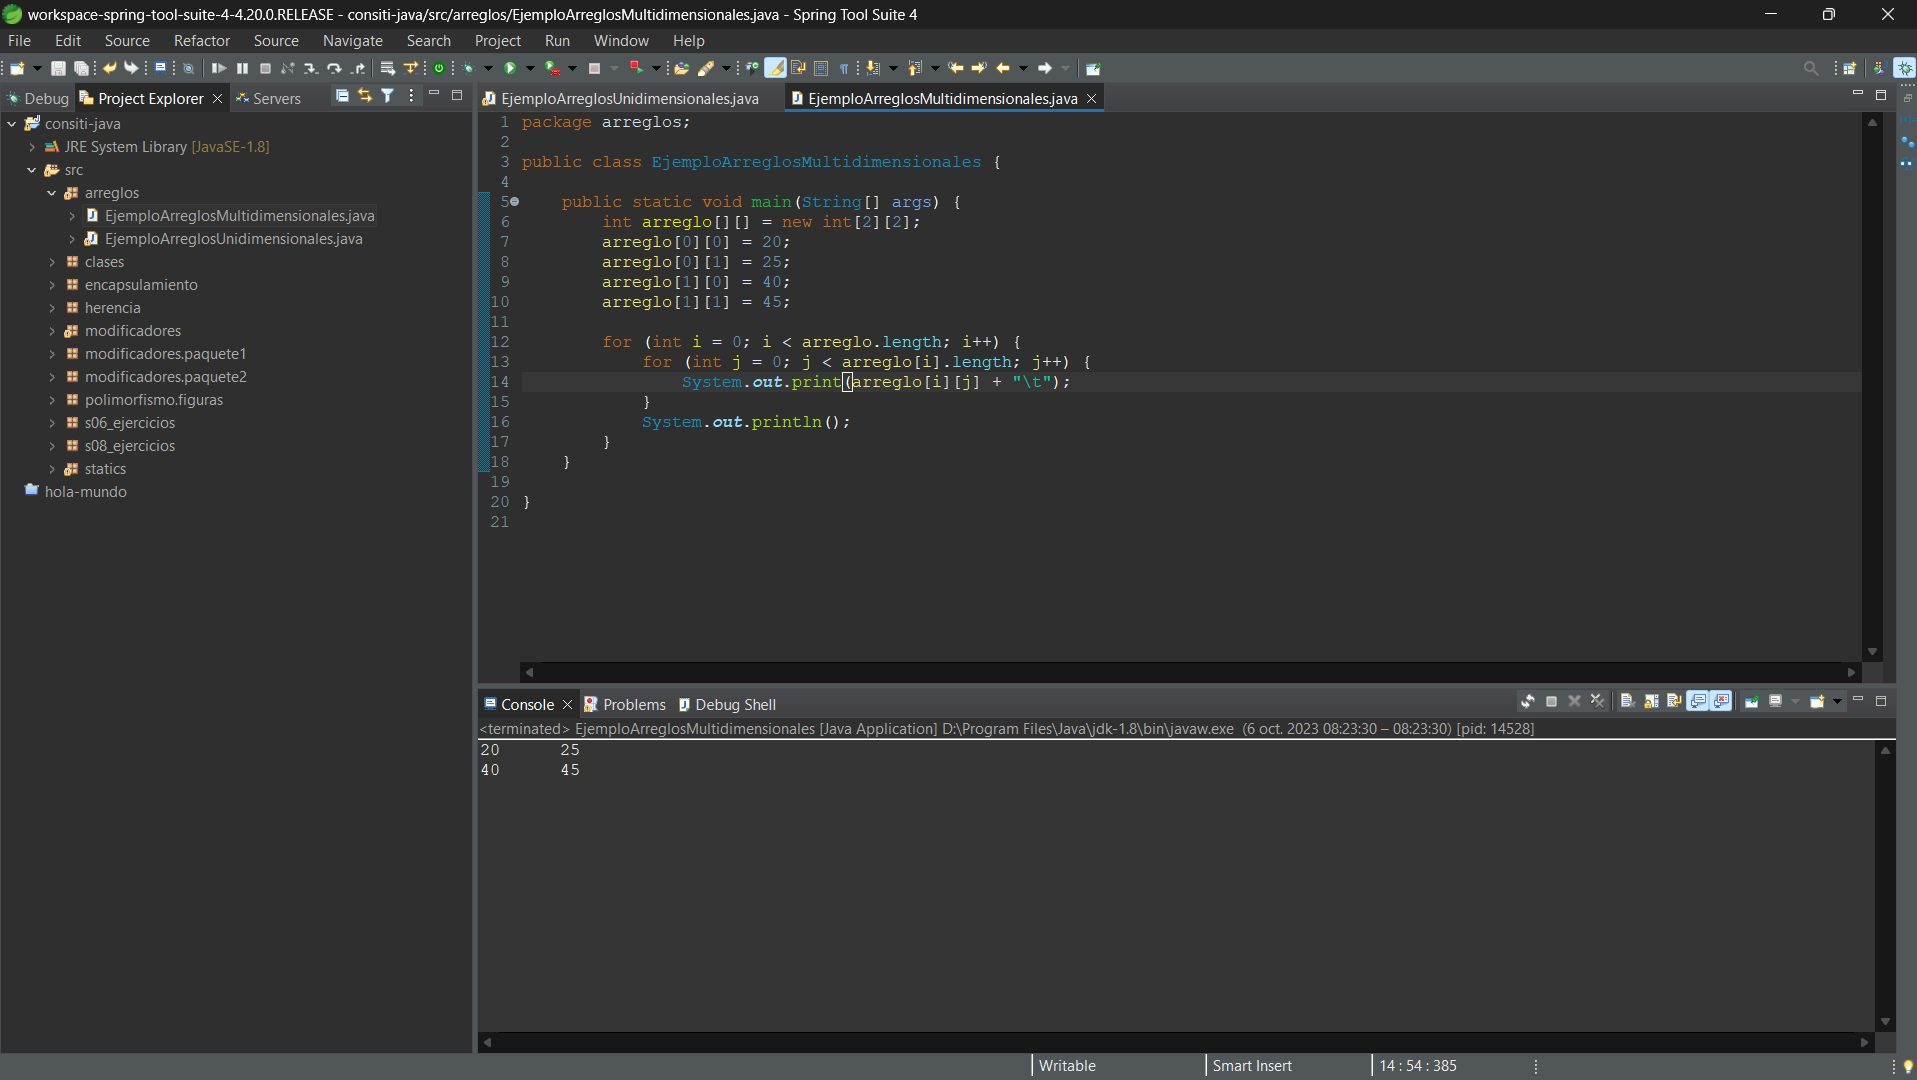 workspace-spring-tool-suite-4-4.20.0.RELEASE - consiti-java/src/arreglos/EjemploArreglosMultidimensionales.java - Spring Tool Suite 4
File Edit Source Refactor Source Navigate Search Project Run Window Help
Debug Project Explorer Servers
consiti-java
JRE System Library [JavaSE-1.8]
src
arreglos
EjemploArreglosMultidimensionales.java
EjemploArreglosUnidimensionales.java
clases
encapsulamiento
herencia
modificadores
modificadores.paquete1
modificadores.paquete2
polimorfismo.figuras
s06_ejercicios
s08_ejercicios
statics
hola-mundo
EjemploArreglosUnidimensionales.java EjemploArreglosMultidimensionales.java
1 package arreglos;
2
3 public class EjemploArreglosMultidimensionales {
4
5 public static void main(String[] args) {
6 int arreglo[][] = new int[2][2];
7 arreglo[0][0] = 20;
8 arreglo[0][1] = 25;
9 arreglo[1][0] = 40;
10 arreglo[1][1] = 45;
11
12 for (int i = 0; i < arreglo.length; i++) {
13 for (int j = 0; j < arreglo[i].length; j++) {
14 System.out.print(arreglo[i][j] + "\t");
15 }
16 System.out.println();
17 }
18 }
19
20 }
21
Console Problems Debug Shell
<terminated> EjemploArreglosMultidimensionales [Java Application] D:\Program Files\Java\jdk-1.8\bin\javaw.exe (6 oct. 2023 08:23:30 – 08:23:30) [pid: 14528]
20 25
40 45
Writable Smart Insert 14 : 54 : 385